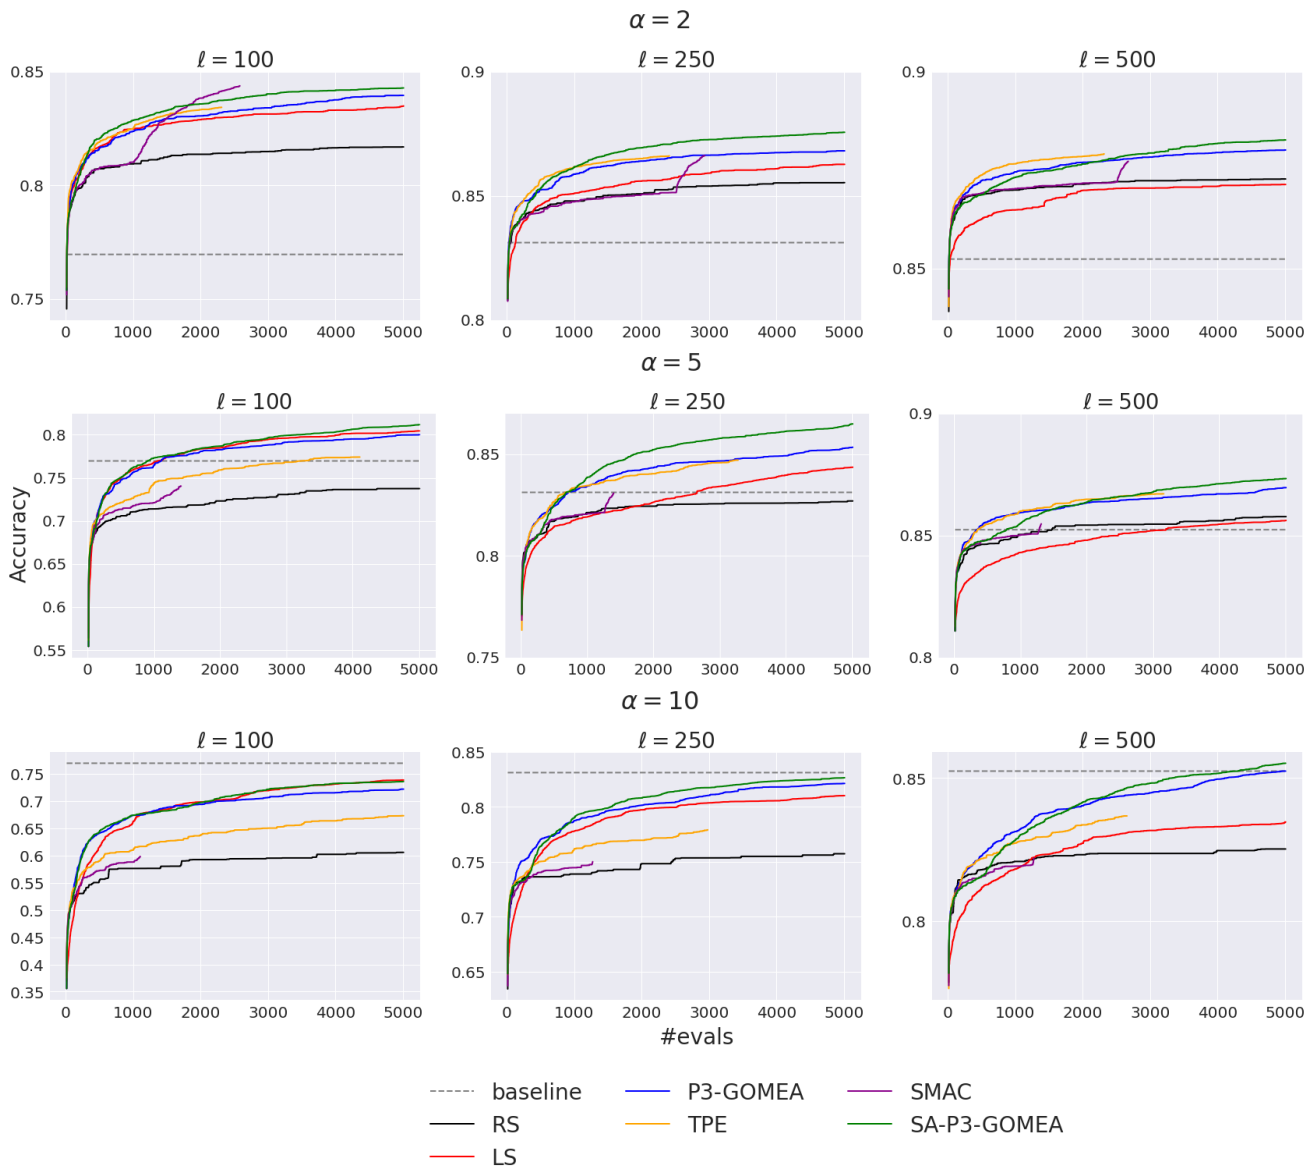 α = 2
ℓ = 100 ℓ = 250 ℓ = 500
0.85 0.9 0.9
0.8 0.85
0.85
0.75
0.8
0 1000 2000 3000 4000 5000 0 1000 2000 3000 4000 5000 0 1000 2000 3000 4000 5000
α = 5
ℓ = 100 ℓ = 250 ℓ = 500
0.9
0.8
0.85
0.75
0.7
0.85
0.8
0.65
0.6
0.55
0.75 0.8
Accuracy
0 1000 2000 3000 4000 5000 0 1000 2000 3000 4000 5000 0 1000 2000 3000 4000 5000
α = 10
ℓ = 100 ℓ = 250 ℓ = 500
0.85
0.75 0.85
0.7 0.8
0.65
0.6 0.75
0.55
0.5 0.7 0.8
0.45
0.4 0.65
0.35
0 1000 2000 3000 4000 5000 0 1000 2000 3000 4000 5000 0 1000 2000 3000 4000 5000
#evals
baseline P3-GOMEA SMAC
RS TPE SA-P3-GOMEA
LS